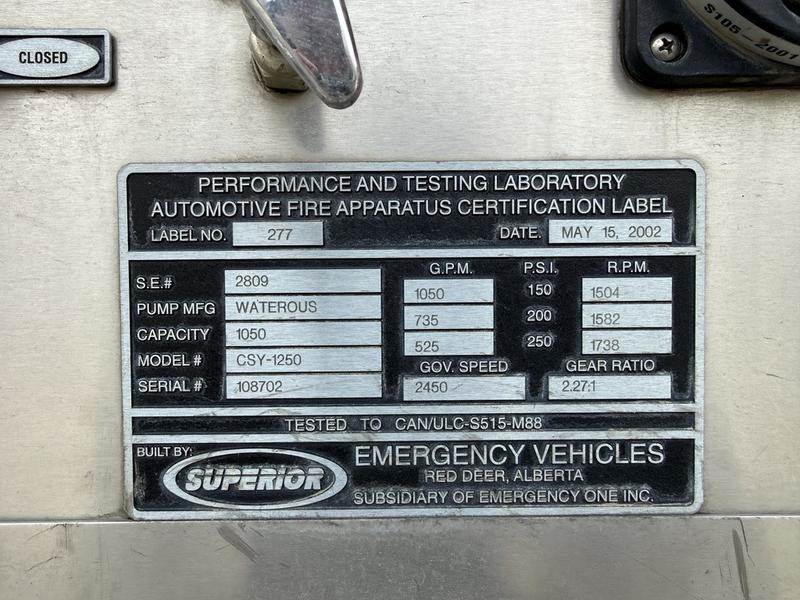 CLOSED
S105-2001
PERFORMANCE AND TESTING LABORATORY
AUTOMOTIVE FIRE APPARATUS CERTIFICATION LABEL
LABEL NO. 277 DATE. MAY 15, 2002
G.P.M. P.S.I. R.P.M.
S.E.# 2809
PUMP MFG WATEROUS
CAPACITY 1050
MODEL # CSY-1250
SERIAL # 108702
1050 150 1504
735 200 1582
525 250 1738
GOV. SPEED GEAR RATIO
2450 2.27:1
TESTED TO CAN/ULC-S515-M88
BUILT BY:
SUPERIOR
EMERGENCY VEHICLES
RED DEER, ALBERTA
SUBSIDIARY OF EMERGENCY ONE INC.